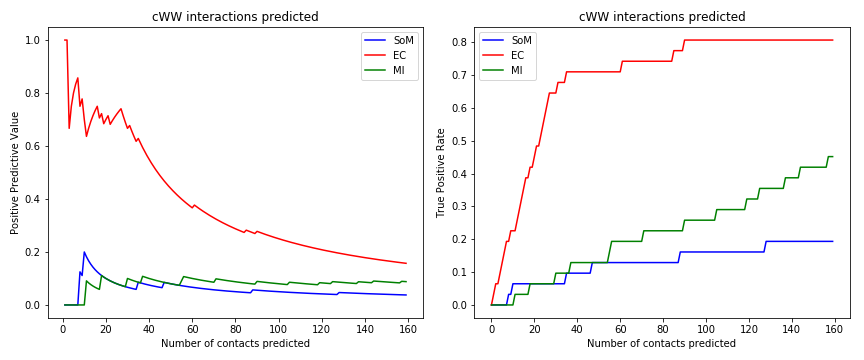 cWW interactions predicted
Positive Predictive Value
1.0
0.8
0.6
0.4
0.2
0.0
SoM
EC
MI
0
20
40
60
80
100
120
140
160
Number of contacts predicted
cWW interactions predicted
True Positive Rate
0.8
0.7
0.6
0.5
0.4
0.3
0.2
0.1
0.0
SoM
EC
MI
0
20
40
60
80
100
120
140
160
Number of contacts predicted